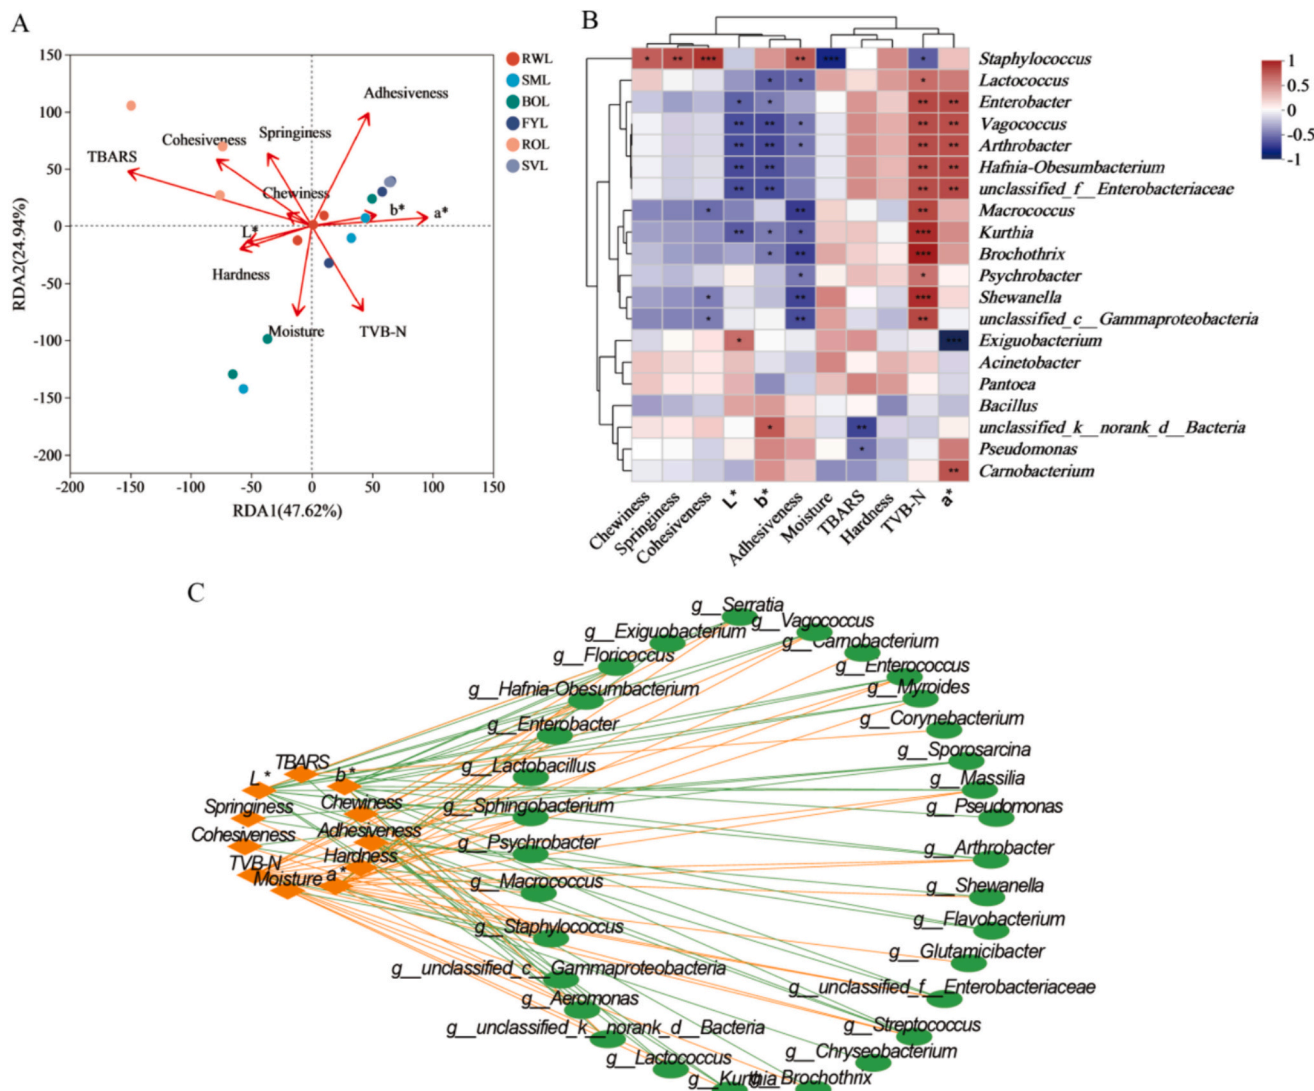 A
150
100
50
0
-50
-100
-150
-200
RDA2(24.94%)
-200
-150
-100
-50
0
50
100
150
RDA1(47.62%)
Adhesiveness
Springiness
Cohesiveness
TBARS
Chewiness
b*
a*
L*
Hardness
Moisture
TVB-N
RWL
SML
BOL
FYL
ROL
SVL
B
Staphylococcus
Lactococcus
Enterobacter
Vagococcus
Arthrobacter
Hafnia-Obesumbacterium
unclassified_f__Enterobacteriaceae
Macrococcus
Kurthia
Brochothrix
Psychrobacter
Shewanella
unclassified_c__Gammaproteobacteria
Exiguobacterium
Acinetobacter
Pantoea
Bacillus
unclassified_k__norank_d__Bacteria
Pseudomonas
Carnobacterium
Chewiness
Springiness
Cohesiveness
L*
b*
Adhesiveness
Moisture
TBARS
Hardness
TVB-N
a*
1
0.5
0
-0.5
-1
C
g__Serratia
g__Vagococcus
g__Exiguobacterium
g__Carnobacterium
g__Floricoccus
g__Enterococcus
g__Hafnia-Obesumbacterium
g__Myroides
g__Enterobacter
g__Corynebacterium
g__Sporosarcina
g__Lactobacillus
g__Massilia
g__Sphingobacterium
g__Pseudomonas
g__Psychrobacter
g__Arthrobacter
g__Macrococcus
g__Shewanella
g__Staphylococcus
g__Flavobacterium
g__Glutamicibacter
g__unclassified_c__Gammaproteobacteria
g__unclassified_f__Enterobacteriaceae
g__Aeromonas
g__unclassified_k__norank_d__Bacteria
g__Streptococcus
g__Lactococcus
g__Chryseobacterium
g__Kurthia
g__Brochothrix
TBARS
L*
b*
Springiness
Chewiness
Cohesiveness
Adhesiveness
TVB-N
Hardness
Moisture
a*